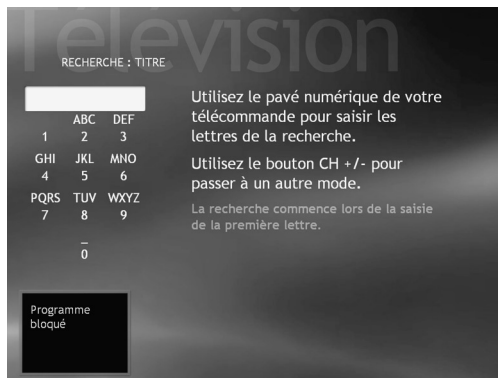 Télévision
RECHERCHE : TITRE
ABC DEF
1 2 3
GHI JKL MNO
4 5 6
PQRS TUV WXYZ
7 8 9
_
0
Utilisez le pavé numérique de votre
télécommande pour saisir les
lettres de la recherche.
Utilisez le bouton CH +/- pour
passer à un autre mode.
La recherche commence lors de la saisie
de la première lettre.
Programme
bloqué